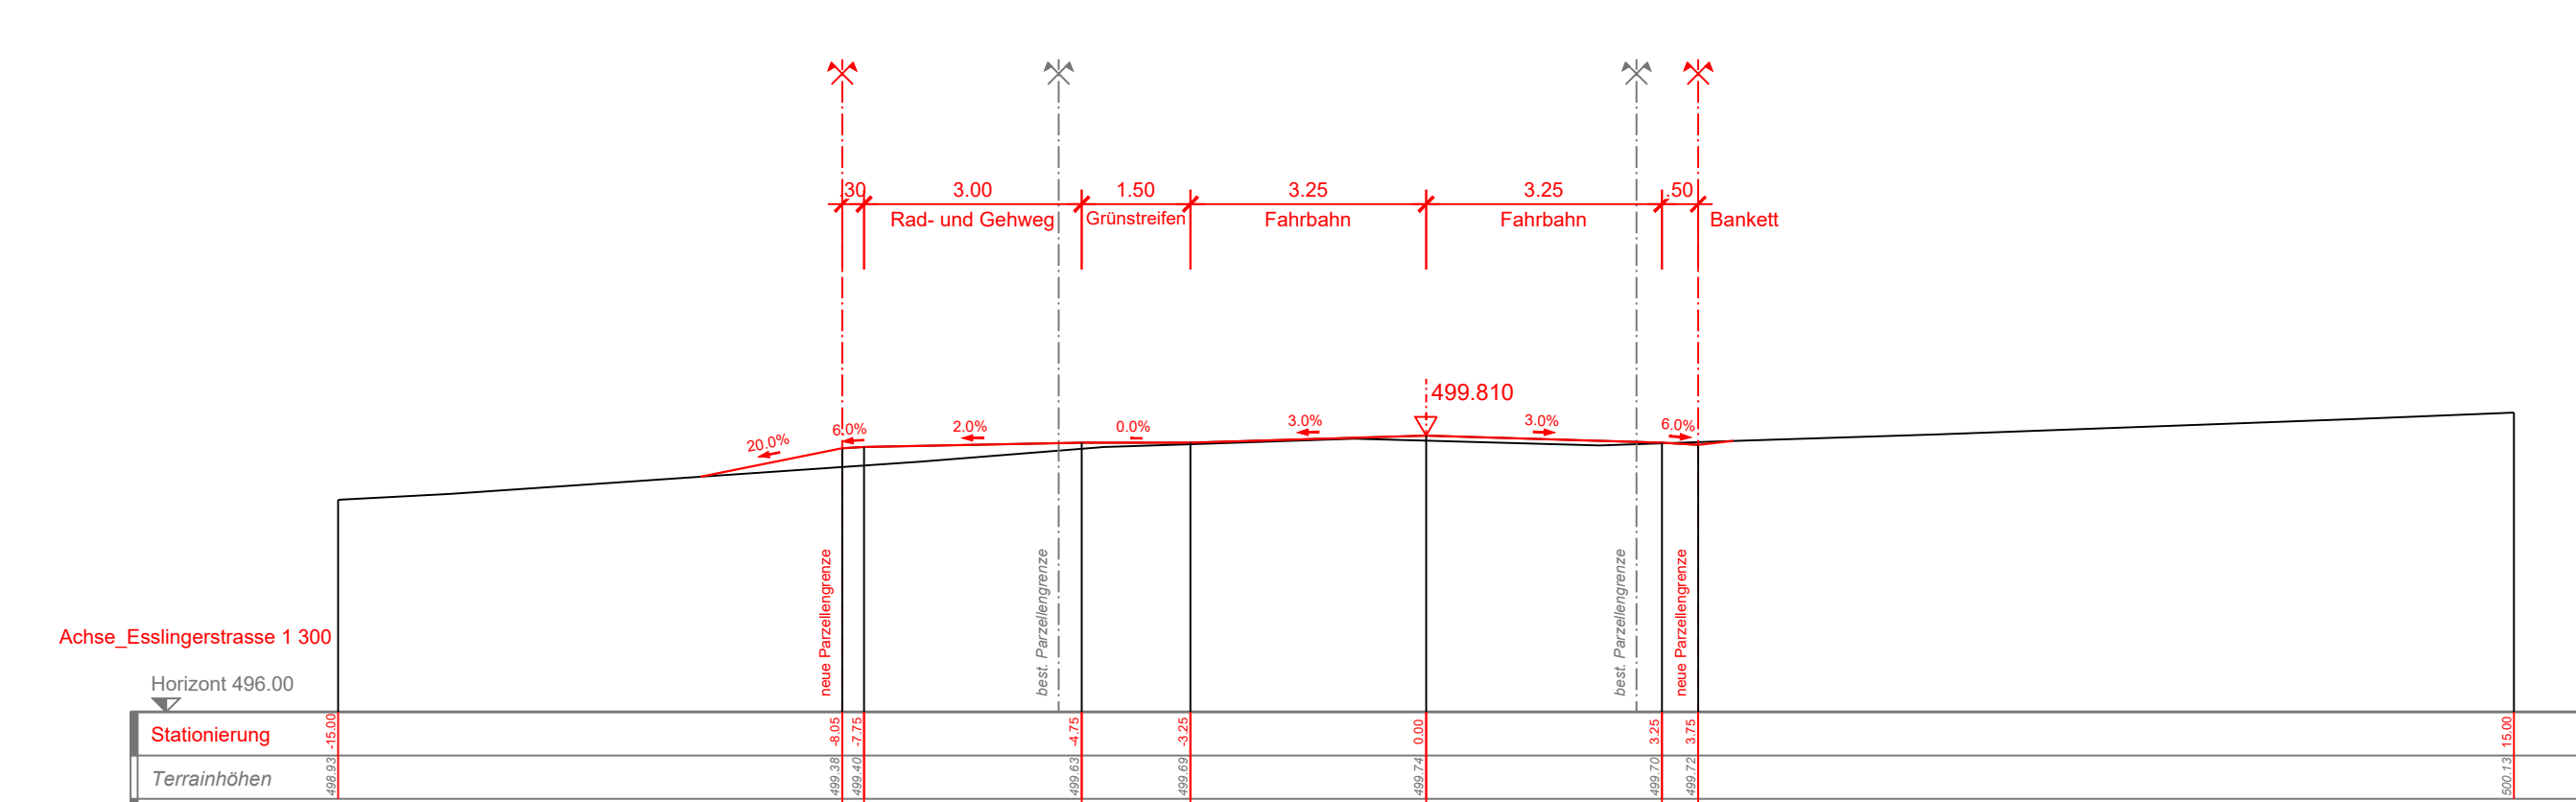 .30 3.00 1.50 3.25 3.25 .50
Rad- und Gehweg Grünstreifen Fahrbahn Fahrbahn Bankett
499.810
20.0% 6.0% 2.0% 0.0% 3.0% 3.0% 6.0%
neue Parzellengrenze
best. Parzellengrenze
best. Parzellengrenze
neue Parzellengrenze
Achse_Esslingerstrasse 1 300
Horizont 496.00
Stationierung -15.00 -8.05 -7.75 -4.75 -3.25 0.00 3.25 3.75 15.00
Terrainhöhen 498.93 499.38 499.40 499.63 499.69 499.74 499.70 499.72 500.13